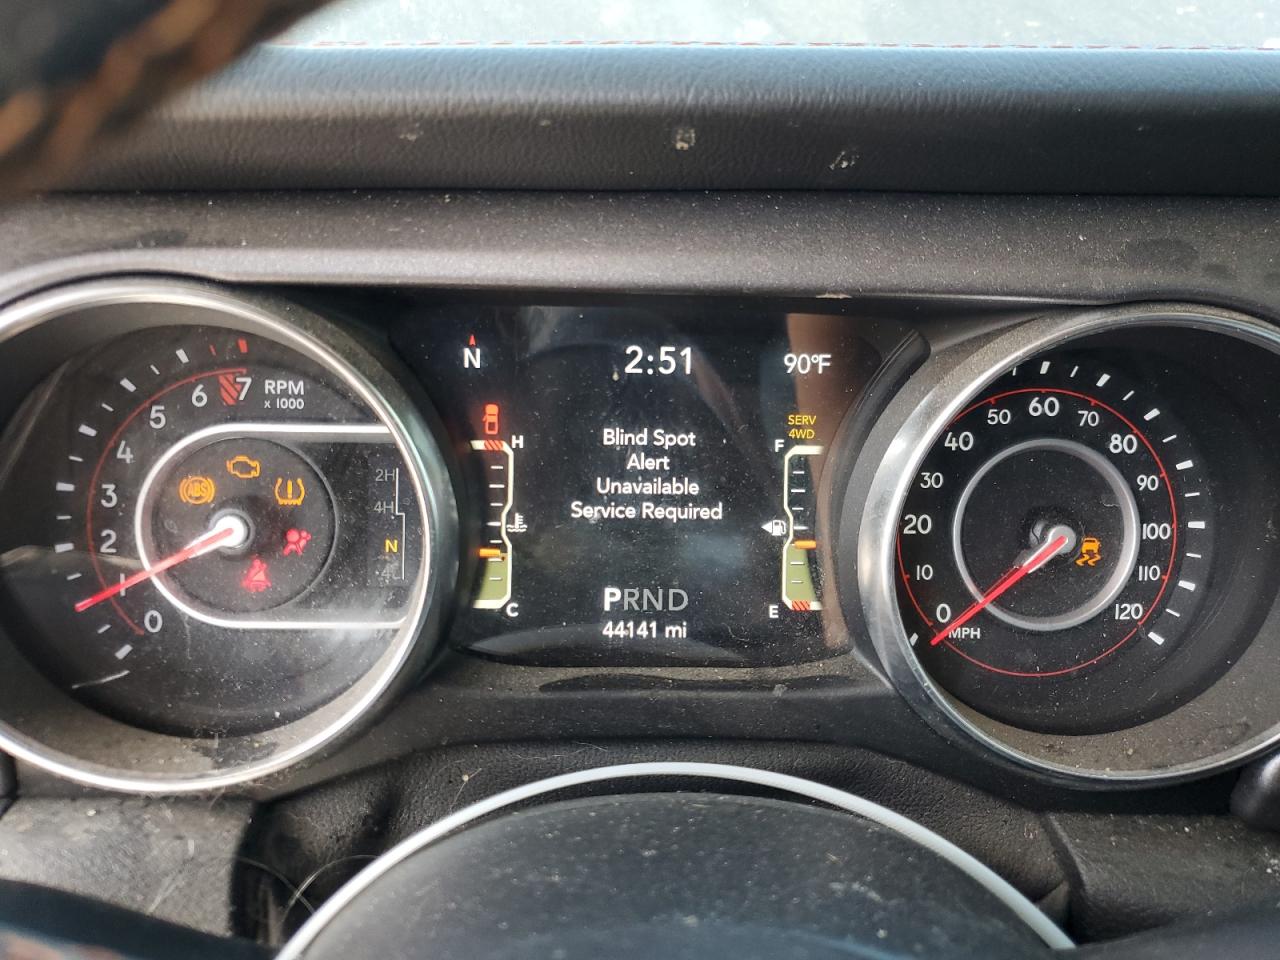 N
2:51
90°F
7
6
5
4
3
2
1
0
RPM
x 1000
ABS
2H
4H
N
4L
H
C
Blind Spot
Alert
Unavailable
Service Required
PRND
44141 mi
SERV
4WD
F
E
0
10
20
30
40
50
60
70
80
90
100
110
120
MPH